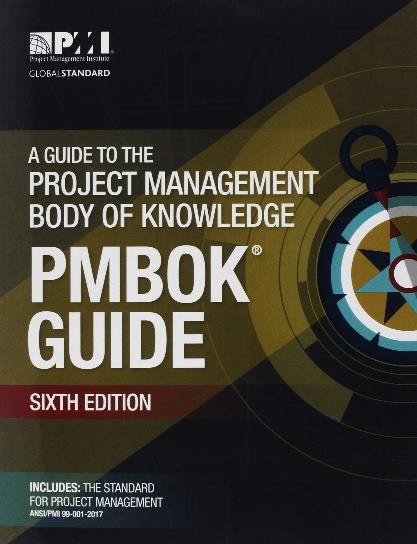 PMI
Project Management Institute
GLOBALSTANDARD
A GUIDE TO THE
PROJECT MANAGEMENT
BODY OF KNOWLEDGE
PMBOK®
GUIDE
SIXTH EDITION
INCLUDES: THE STANDARD
FOR PROJECT MANAGEMENT
ANSI/PMI 99-001-2017